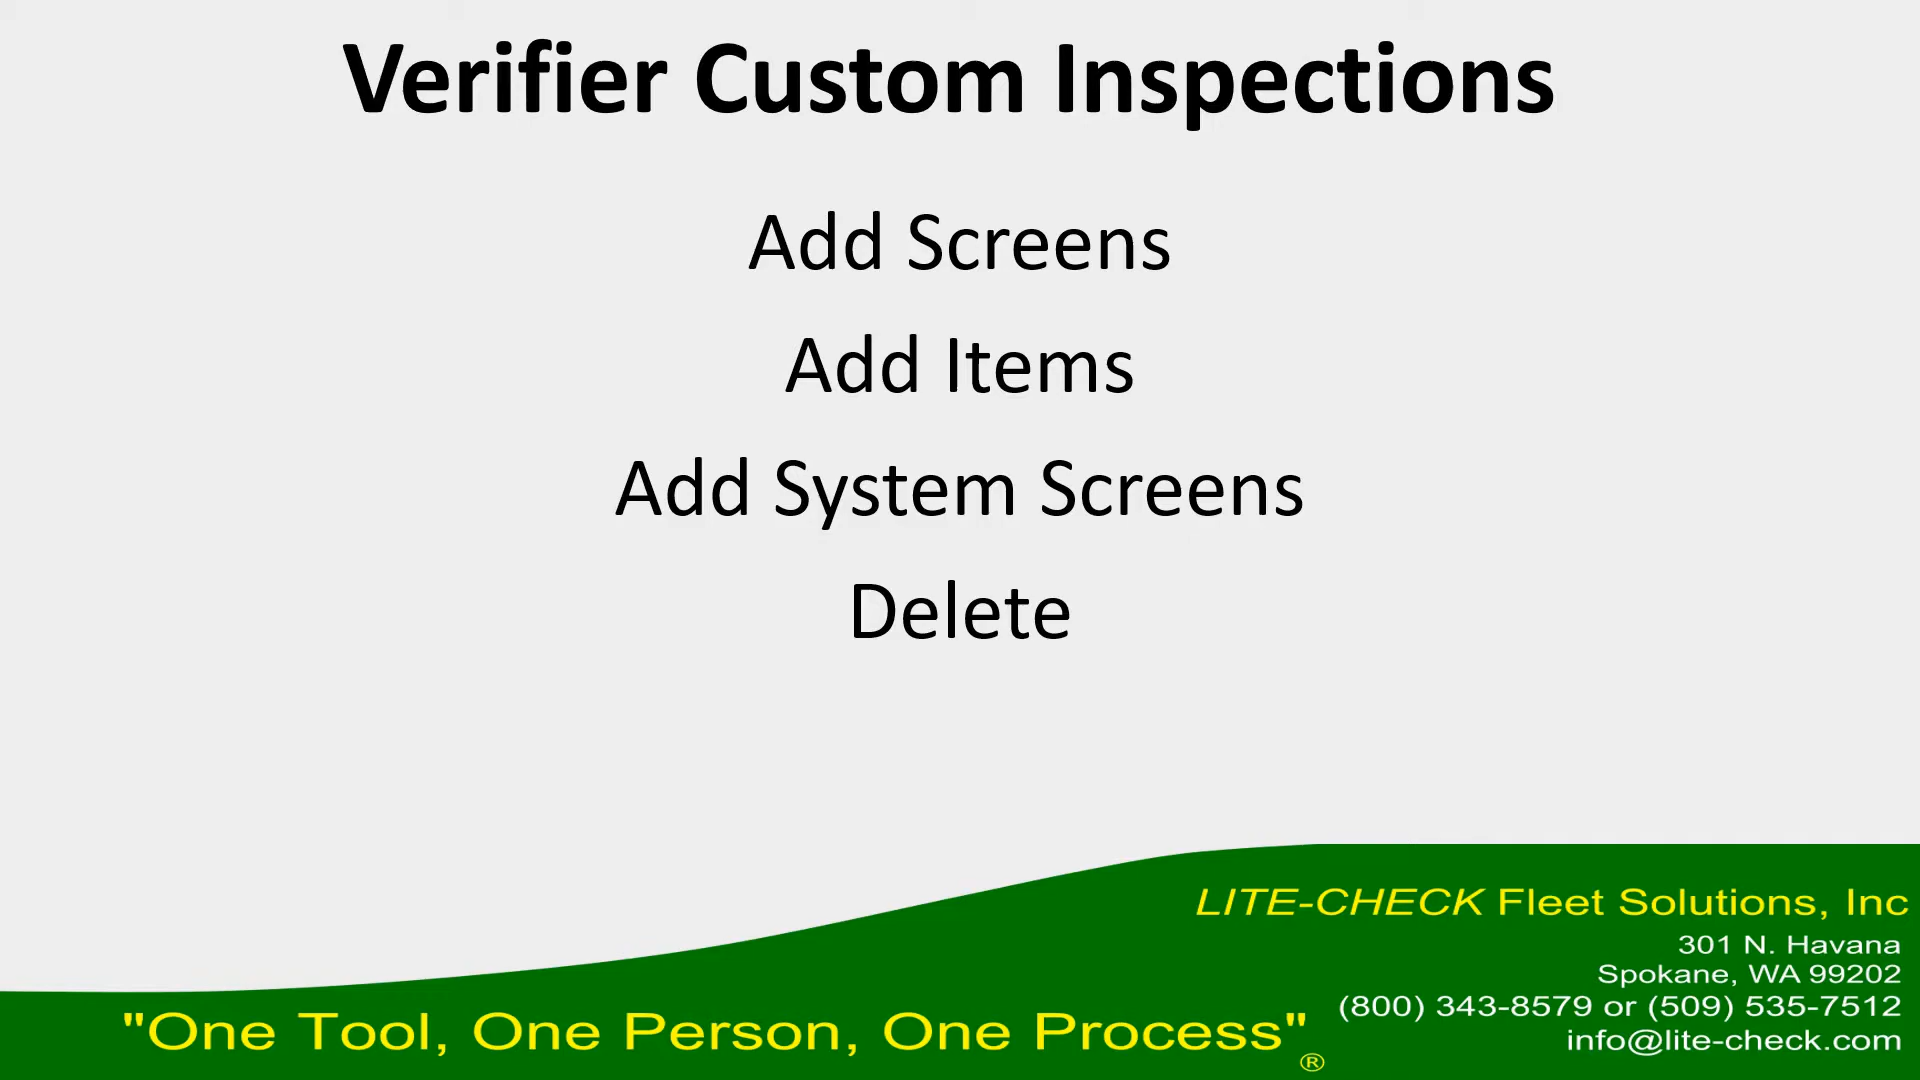 Verifier Custom Inspections
Add Screens
Add Items
Add System Screens
Delete
LITE-CHECK Fleet Solutions, Inc
301 N. Havana
Spokane, WA 99202
(800) 343-8579 or (509) 535-7512
info@lite-check.com
"One Tool, One Person, One Process"®